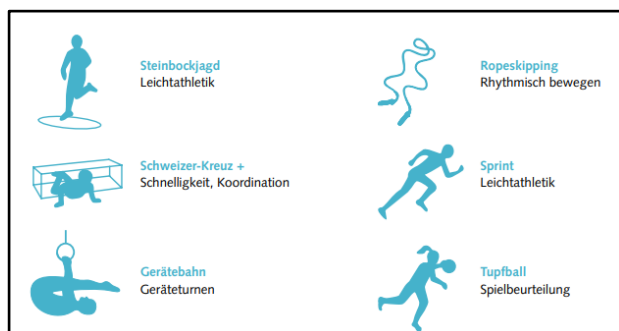 Steinbockjagd
Leichtathletik
Ropeskipping
Rhythmisch bewegen
Schweizer-Kreuz +
Schnelligkeit, Koordination
Sprint
Leichtathletik
Gerätebahn
Geräteturnen
Tupfball
Spielbeurteilung